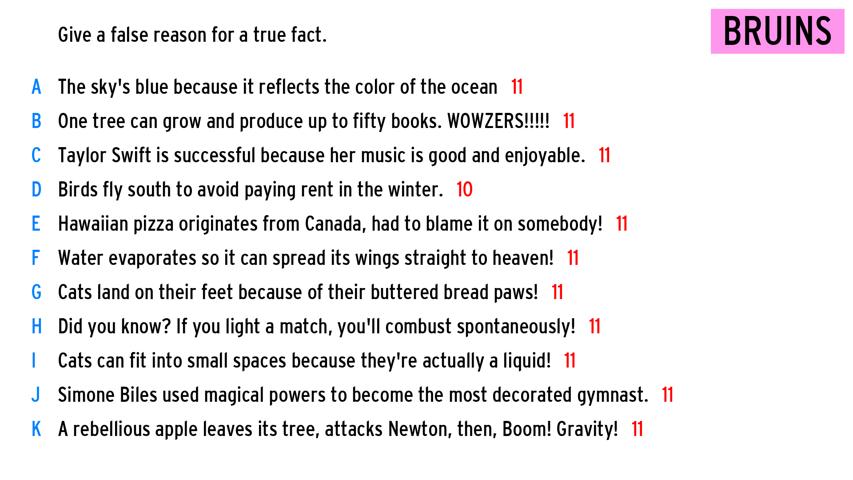 Give a false reason for a true fact.
BRUINS
A The sky's blue because it reflects the color of the ocean 11
B One tree can grow and produce up to fifty books. WOWZERS!!!!! 11
C Taylor Swift is successful because her music is good and enjoyable. 11
D Birds fly south to avoid paying rent in the winter. 10
E Hawaiian pizza originates from Canada, had to blame it on somebody! 11
F Water evaporates so it can spread its wings straight to heaven! 11
G Cats land on their feet because of their buttered bread paws! 11
H Did you know? If you light a match, you'll combust spontaneously! 11
I Cats can fit into small spaces because they're actually a liquid! 11
J Simone Biles used magical powers to become the most decorated gymnast. 11
K A rebellious apple leaves its tree, attacks Newton, then, Boom! Gravity! 11